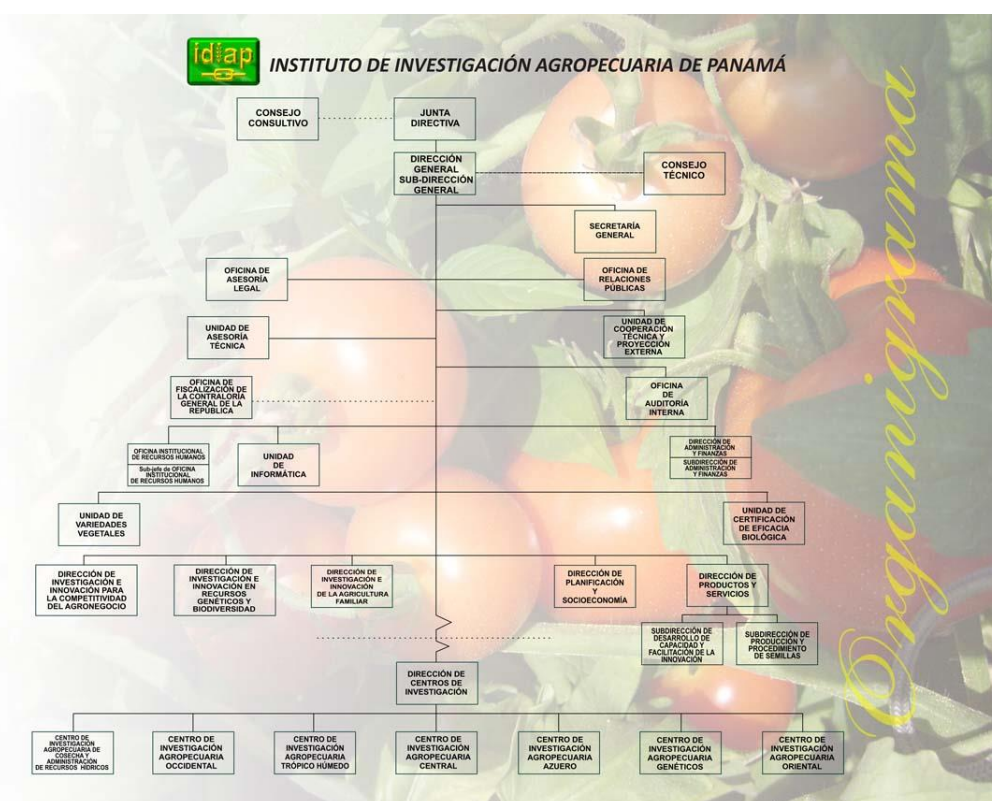 idiap
INSTITUTO DE INVESTIGACIÓN AGROPECUARIA DE PANAMÁ
CONSEJO
CONSULTIVO
JUNTA
DIRECTIVA
DIRECCIÓN
GENERAL
SUB-DIRECCIÓN
GENERAL
CONSEJO
TÉCNICO
SECRETARÍA
GENERAL
OFICINA DE
ASESORÍA
LEGAL
OFICINA DE
RELACIONES
PÚBLICAS
UNIDAD DE
ASESORÍA
TÉCNICA
UNIDAD DE
COOPERACIÓN
TÉCNICA Y
PROYECCIÓN
EXTERNA
OFICINA DE
FISCALIZACIÓN DE
LA CONTRALORÍA
GENERAL DE LA
REPÚBLICA
OFICINA
DE
AUDITORÍA
INTERNA
OFICINA INSTITUCIONAL
DE RECURSOS HUMANOS
Sub-jefe de OFICINA
INSTITUCIONAL
DE RECURSOS HUMANOS
UNIDAD
DE
INFORMÁTICA
DIRECCIÓN DE
ADMINISTRACIÓN
Y FINANZAS
SUBDIRECCIÓN DE
ADMINISTRACIÓN
Y FINANZAS
UNIDAD DE
VARIEDADES
VEGETALES
UNIDAD DE
CERTIFICACIÓN
DE EFICACIA
BIOLÓGICA
DIRECCIÓN DE
INVESTIGACIÓN E
INNOVACIÓN PARA
LA COMPETITIVIDAD
DEL AGRONEGOCIO
DIRECCIÓN DE
INVESTIGACIÓN E
INNOVACIÓN EN
RECURSOS
GENÉTICOS Y
BIODIVERSIDAD
DIRECCIÓN DE
INVESTIGACIÓN E
INNOVACIÓN
DE LA AGRICULTURA
FAMILIAR
DIRECCIÓN DE
PLANIFICACIÓN
Y
SOCIOECONOMÍA
DIRECCIÓN DE
PRODUCTOS Y
SERVICIOS
SUBDIRECCIÓN DE
DESARROLLO DE
CAPACIDAD Y
FACILITACIÓN DE LA
INNOVACIÓN
SUBDIRECCIÓN DE
PRODUCCIÓN Y
PROCEDIMIENTO
DE SEMILLAS
DIRECCIÓN DE
CENTROS DE
INVESTIGACIÓN
CENTRO DE
INVESTIGACIÓN
AGROPECUARIA DE
COSECHA Y
ADMINISTRACIÓN
DE RECURSOS HÍDRICOS
CENTRO DE
INVESTIGACIÓN
AGROPECUARIA
OCCIDENTAL
CENTRO DE
INVESTIGACIÓN
AGROPECUARIA
TRÓPICO HÚMEDO
CENTRO DE
INVESTIGACIÓN
AGROPECUARIA
CENTRAL
CENTRO DE
INVESTIGACIÓN
AGROPECUARIA
AZUERO
CENTRO DE
INVESTIGACIÓN
AGROPECUARIA
GENÉTICOS
CENTRO DE
INVESTIGACIÓN
AGROPECUARIA
ORIENTAL
Organigrama